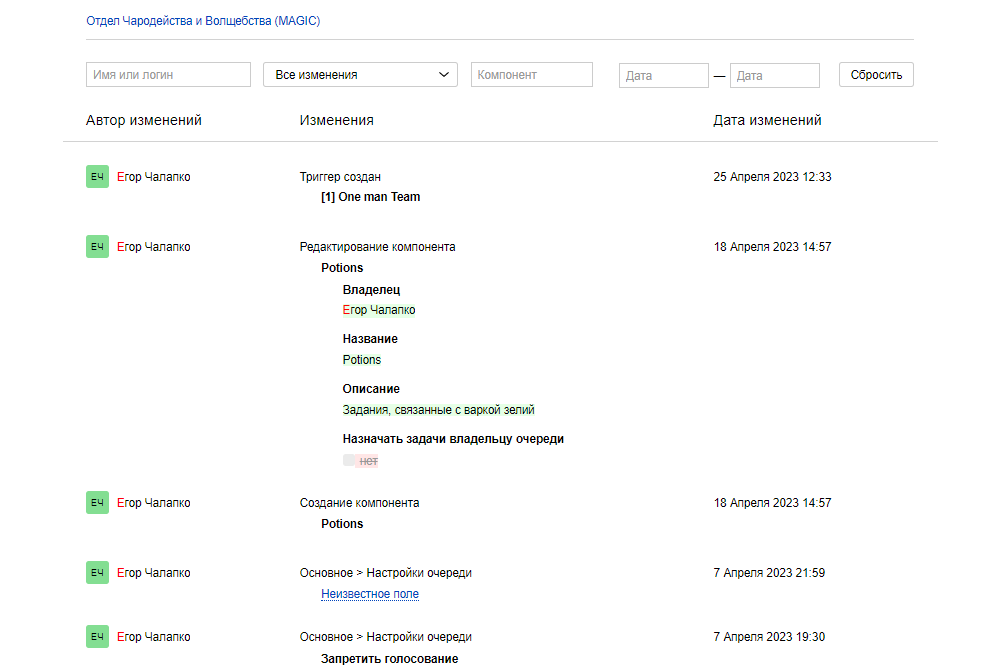 Отдел Чародейства и Волщебства (MAGIC)
Имя или логин Все изменения Компонент Дата — Дата Сбросить
Автор изменений Изменения Дата изменений
ЕЧ Егор Чалапко Триггер создан 25 Апреля 2023 12:33
[1] One man Team
ЕЧ Егор Чалапко Редактирование компонента 18 Апреля 2023 14:57
Potions
Владелец
Егор Чалапко
Название
Potions
Описание
Задания, связанные с варкой зелий
Назначать задачи владельцу очереди
нет
ЕЧ Егор Чалапко Создание компонента 18 Апреля 2023 14:57
Potions
ЕЧ Егор Чалапко Основное > Настройки очереди 7 Апреля 2023 21:59
Неизвестное поле
ЕЧ Егор Чалапко Основное > Настройки очереди 7 Апреля 2023 19:30
Запретить голосование